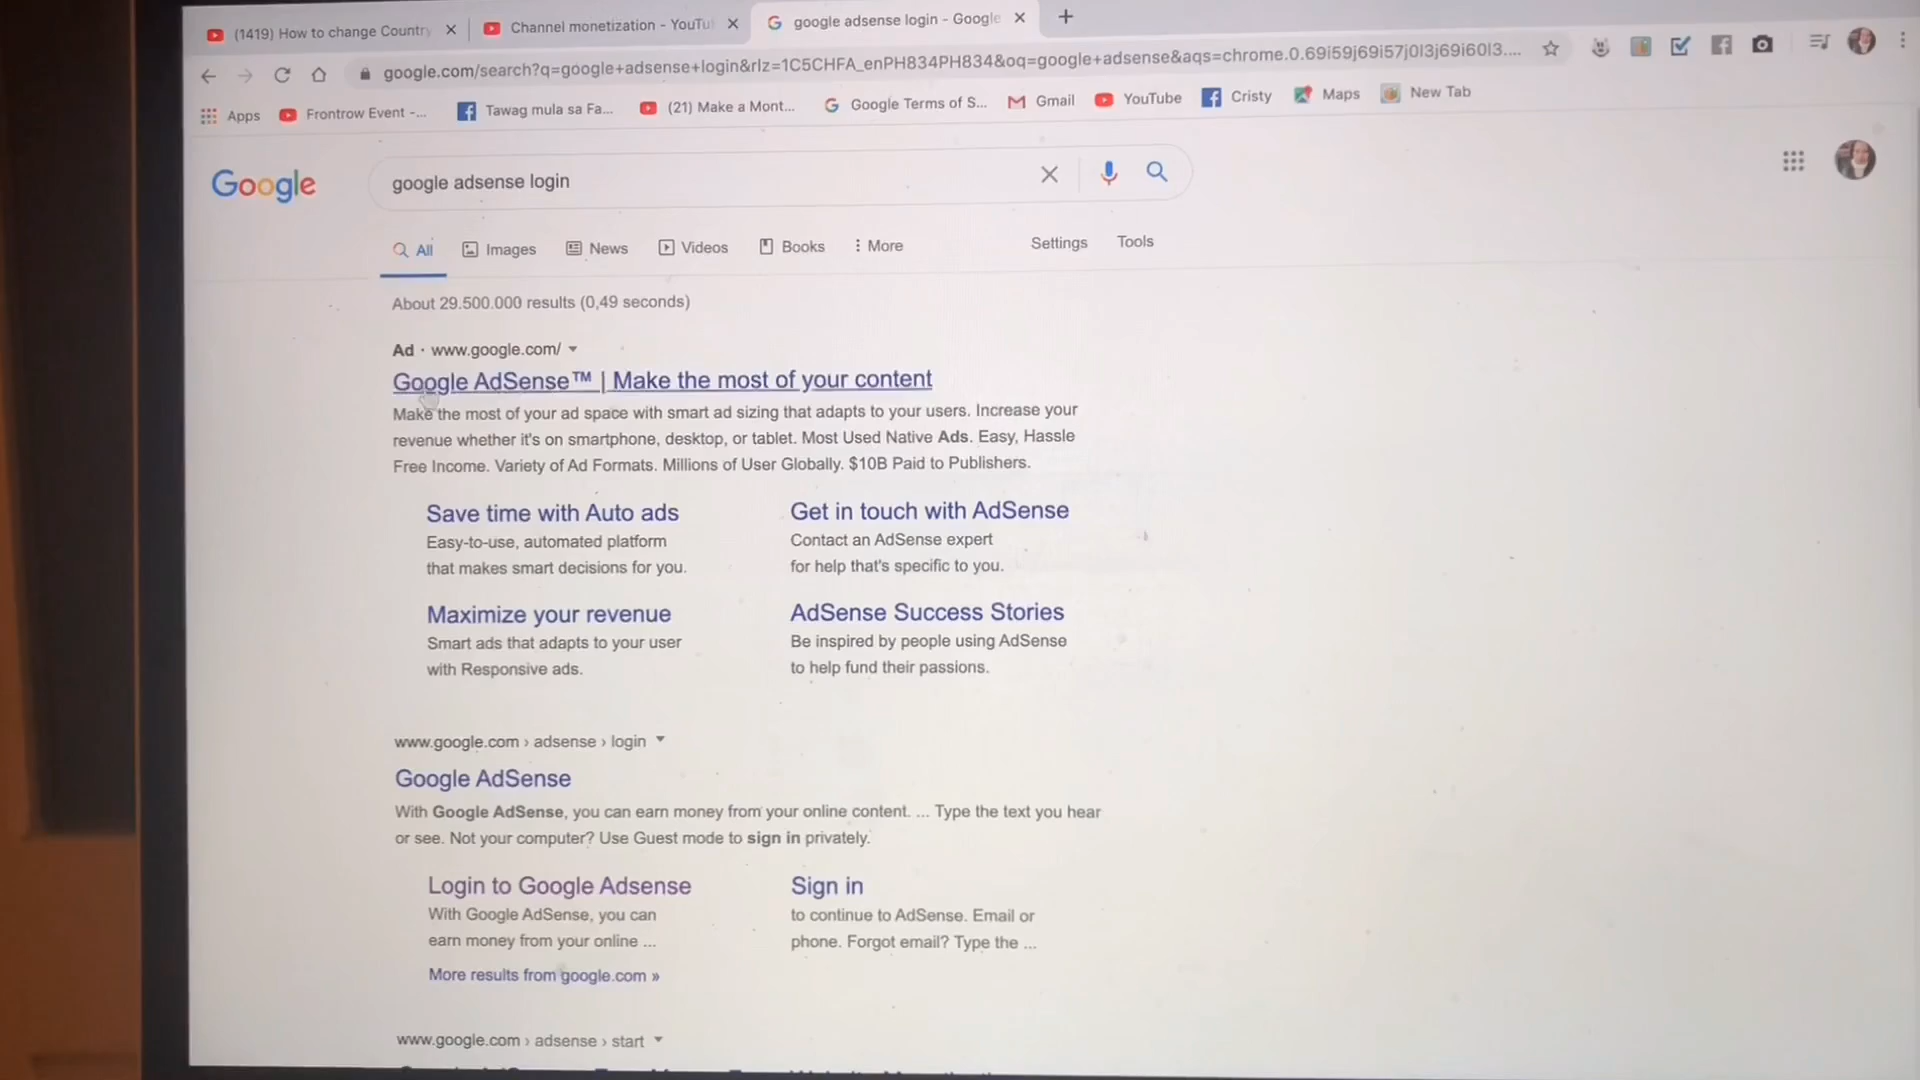 (1419) How to change Countr
Channel monetization - YouTu
google adsense login - Google
google.com/search?q=google+adsense+login&rlz=1C5CHFA_enPH834PH834&oq=google+adsense&aqs=chrome.0.69i59j69i57j0l3j69i60l3....
Apps
Frontrow Event -...
Tawag mula sa Fa...
(21) Make a Mont...
Google Terms of S...
Gmail
YouTube
Cristy
Maps
New Tab
Google
google adsense login
All
Images
News
Videos
Books
More
Settings
Tools
About 29.500.000 results (0,49 seconds)
Ad · www.google.com/
Google AdSense™ | Make the most of your content
Make the most of your ad space with smart ad sizing that adapts to your users. Increase your
revenue whether it's on smartphone, desktop, or tablet. Most Used Native Ads. Easy, Hassle
Free Income. Variety of Ad Formats. Millions of User Globally. $10B Paid to Publishers.
Save time with Auto ads
Easy-to-use, automated platform
that makes smart decisions for you.
Get in touch with AdSense
Contact an AdSense expert
for help that's specific to you.
Maximize your revenue
Smart ads that adapts to your user
with Responsive ads.
AdSense Success Stories
Be inspired by people using AdSense
to help fund their passions.
www.google.com › adsense › login
Google AdSense
With Google AdSense, you can earn money from your online content. ... Type the text you hear
or see. Not your computer? Use Guest mode to sign in privately.
Login to Google Adsense
With Google AdSense, you can
earn money from your online ...
Sign in
to continue to AdSense. Email or
phone. Forgot email? Type the ...
More results from google.com »
www.google.com › adsense › start